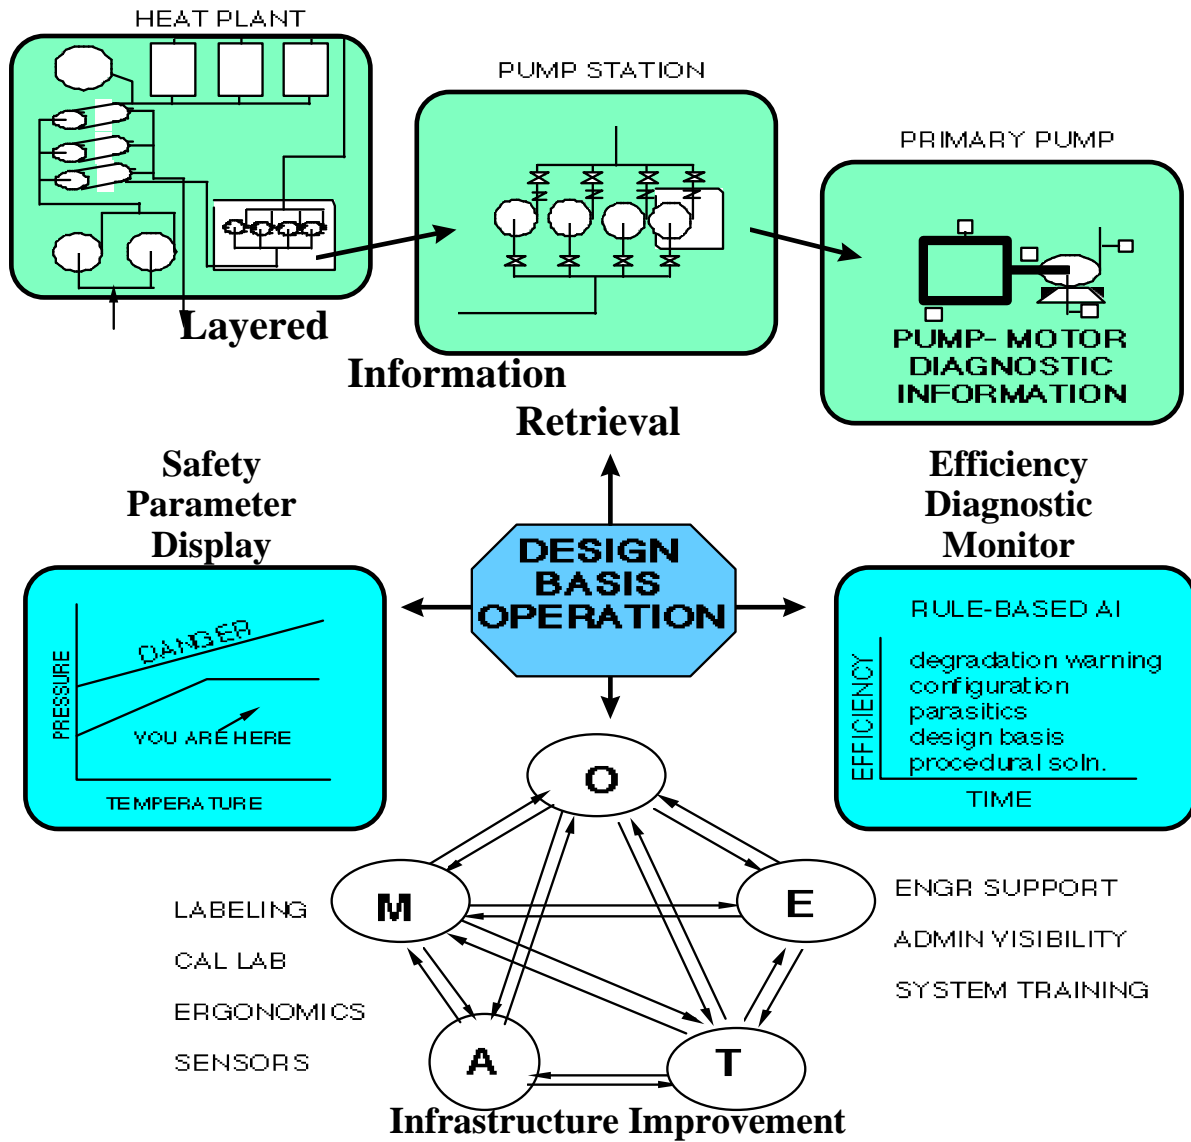 HEAT PLANT
PUMP STATION
PRIMARY PUMP
PUMP- MOTOR
DIAGNOSTIC
INFORMATION
Layered
Information
Retrieval
Safety
Parameter
Display
Efficiency
Diagnostic
Monitor
DESIGN
BASIS
OPERATION
PRESSURE
DANGER
YOU ARE HERE
TEMPERATURE
RULE-BASED AI
EFFICIENCY
degradation warning
configuration
parasitics
design basis
procedural soln.
TIME
O
M
E
A
T
LABELING
CAL LAB
ERGONOMICS
SENSORS
ENGR SUPPORT
ADMIN VISIBILITY
SYSTEM TRAINING
Infrastructure Improvement